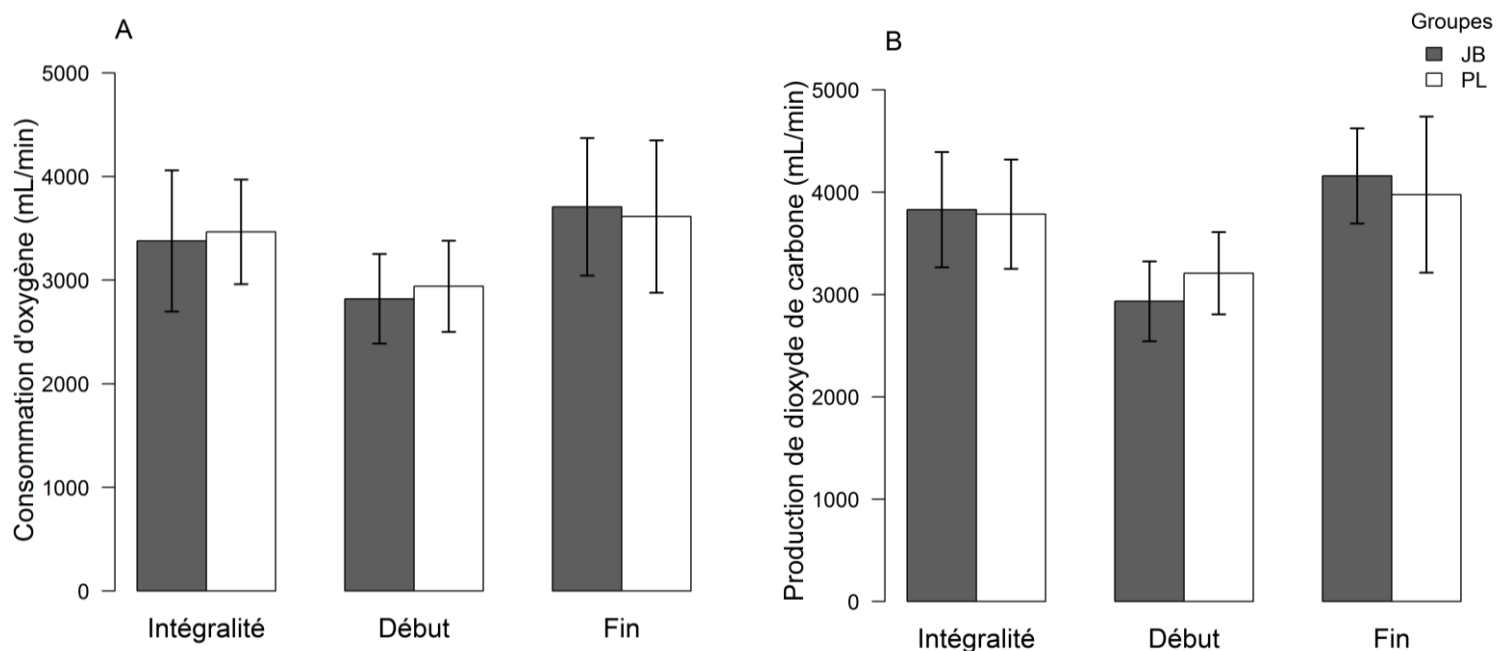 A
Consommation d'oxygène (mL/min)
5000
4000
3000
2000
1000
0
Intégralité Début Fin
B
Groupes
JB
PL
Production de dioxyde de carbone (mL/min)
5000
4000
3000
2000
1000
0
Intégralité Début Fin